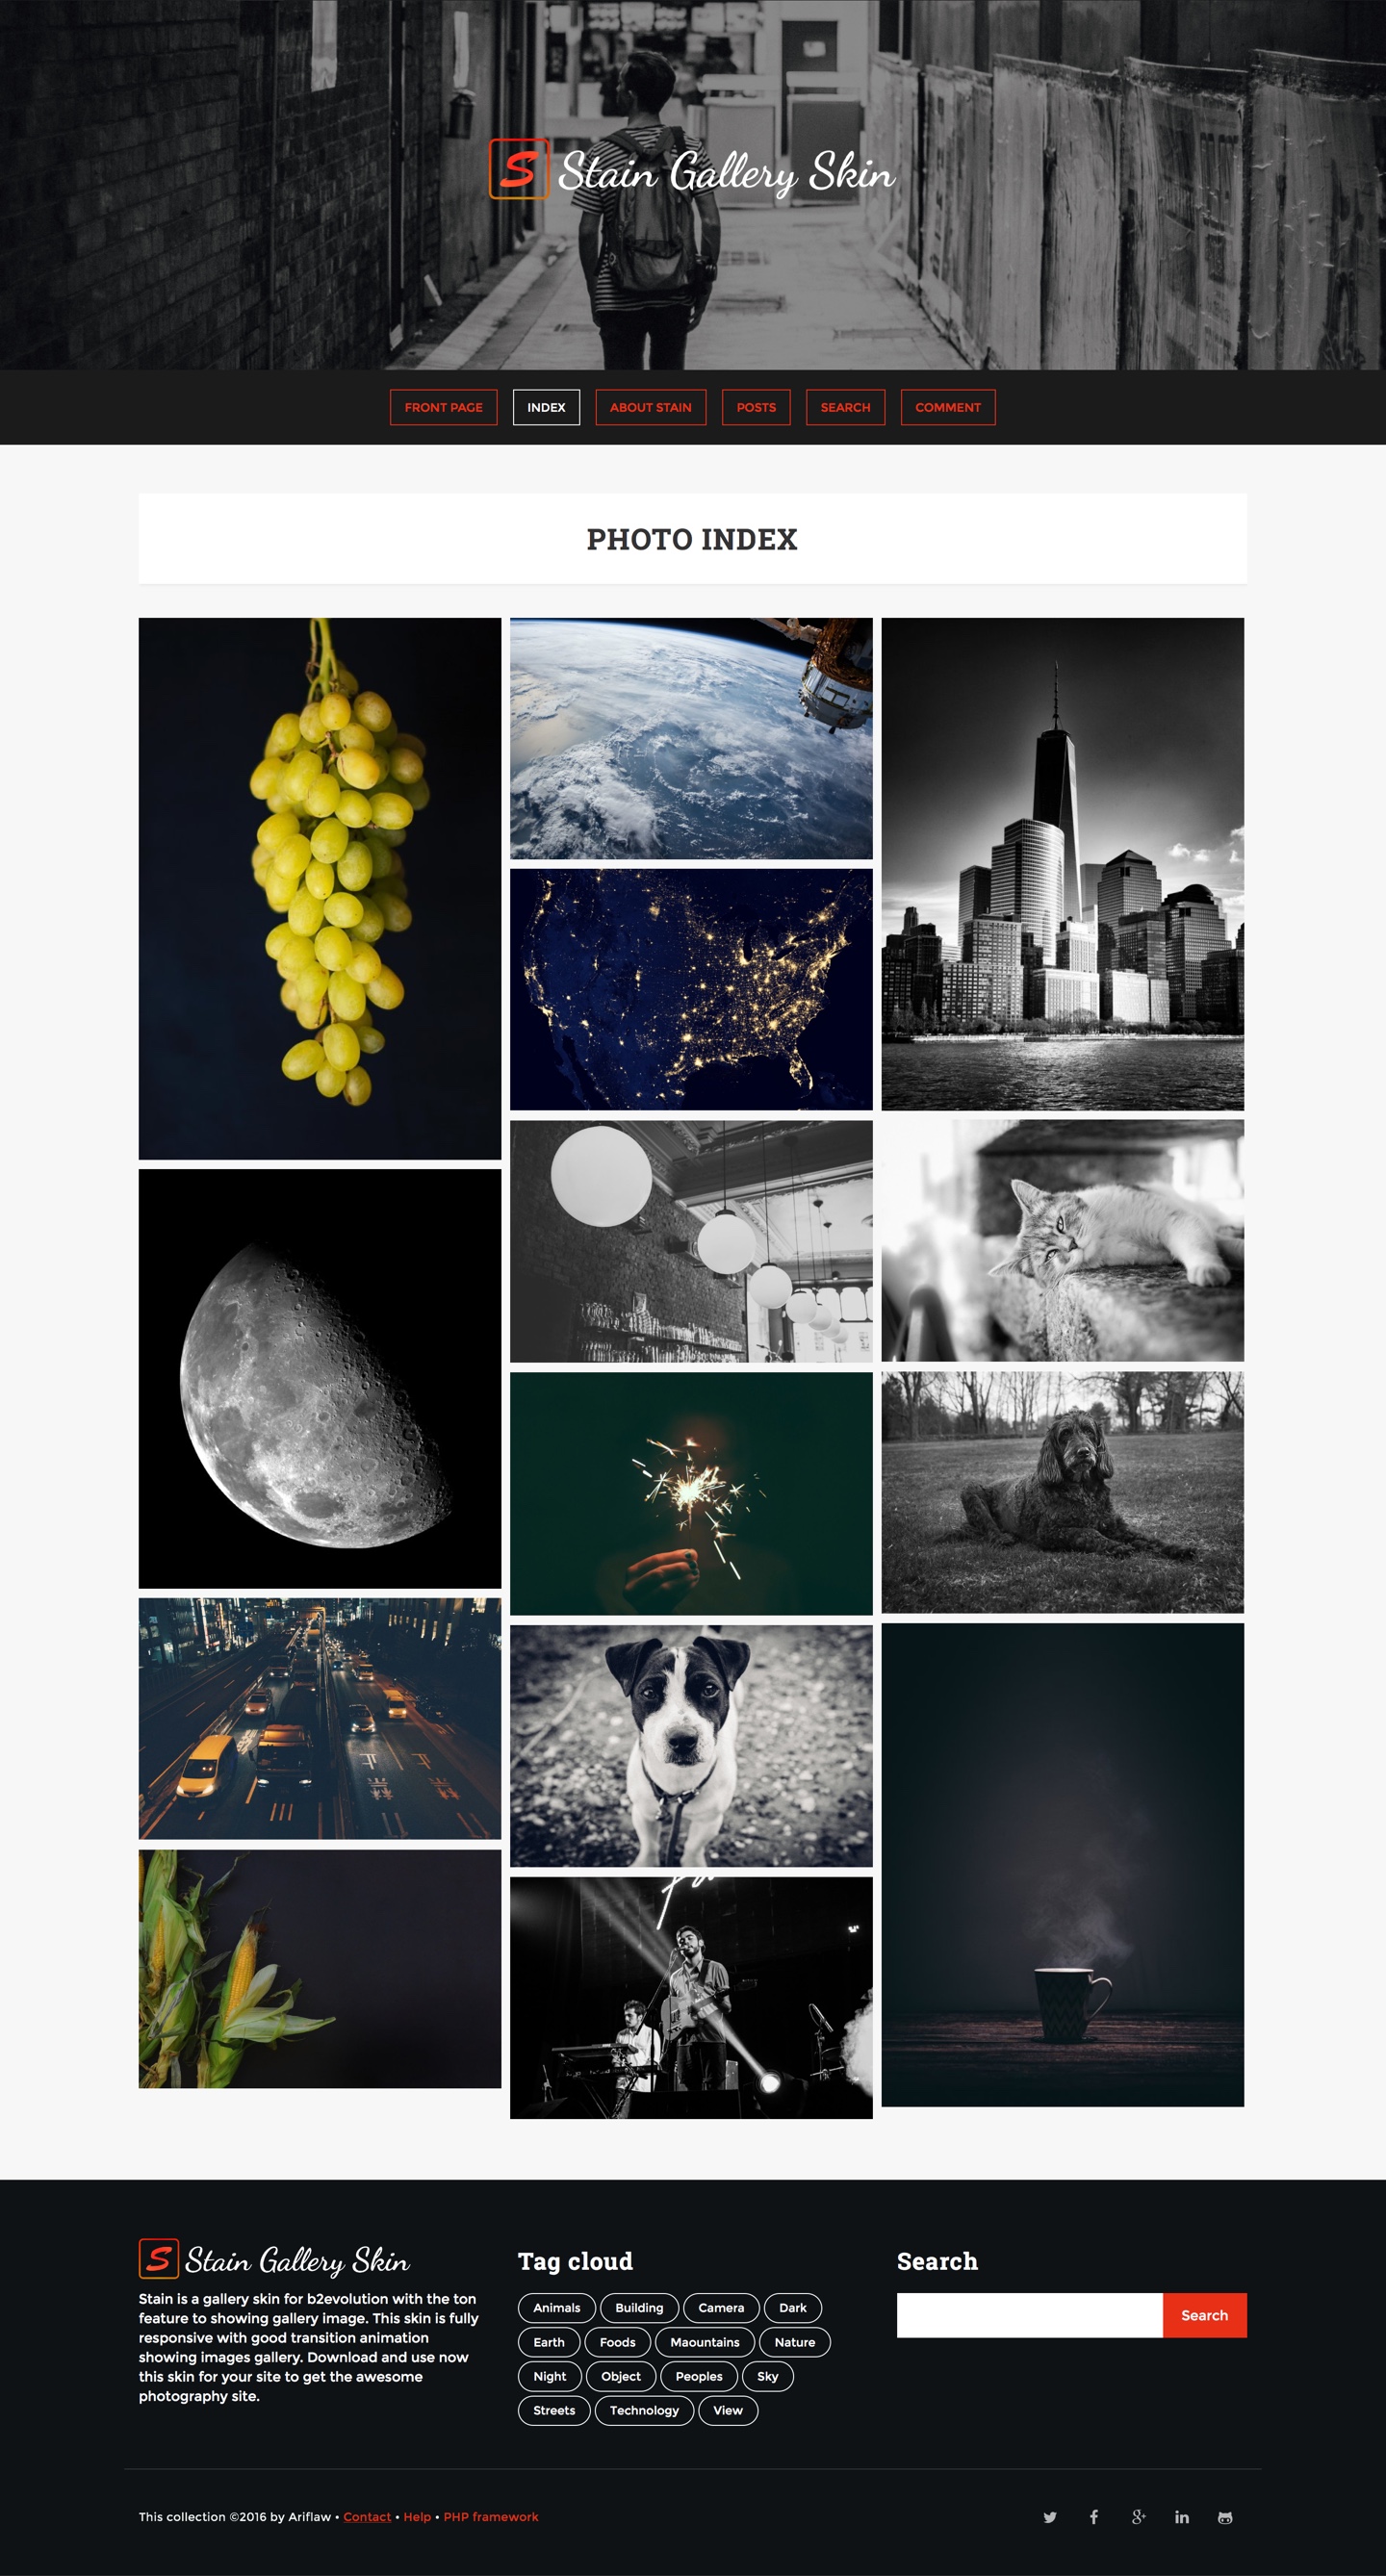 S Stain Gallery Skin
FRONT PAGE INDEX ABOUT STAIN POSTS SEARCH COMMENT
PHOTO INDEX
S Stain Gallery Skin
Stain is a gallery skin for b2evolution with the ton
feature to showing gallery image. This skin is fully
responsive with good transition animation
showing images gallery. Download and use now
this skin for your site to get the awesome
photography site.
Tag cloud
Animals Building Camera Dark
Earth Foods Maountains Nature
Night Object Peoples Sky
Streets Technology View
Search
Search
This collection ©2016 by Ariflaw • Contact • Help • PHP framework